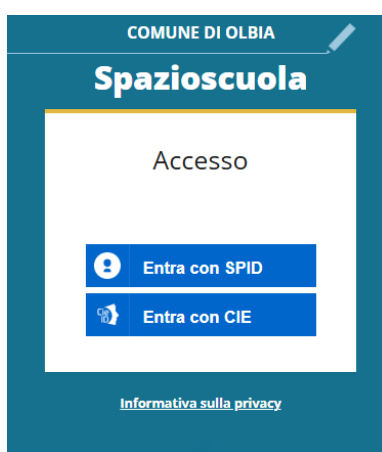 COMUNE DI OLBIA
Spazioscuola
Accesso
Entra con SPID
Entra con CIE
Informativa sulla privacy